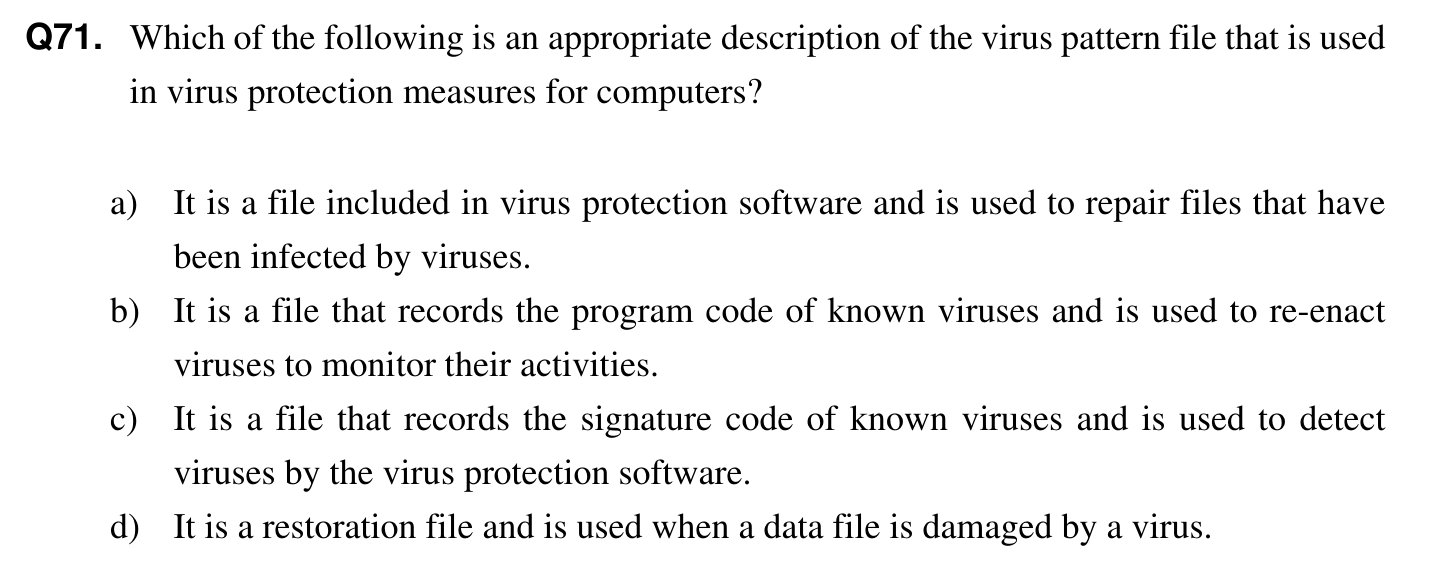 Q71. Which of the following is an appropriate description of the virus pattern file that is used
in virus protection measures for computers?
a) It is a file included in virus protection software and is used to repair files that have
been infected by viruses.
b) It is a file that records the program code of known viruses and is used to re-enact
viruses to monitor their activities.
c) It is a file that records the signature code of known viruses and is used to detect
viruses by the virus protection software.
d) It is a restoration file and is used when a data file is damaged by a virus.